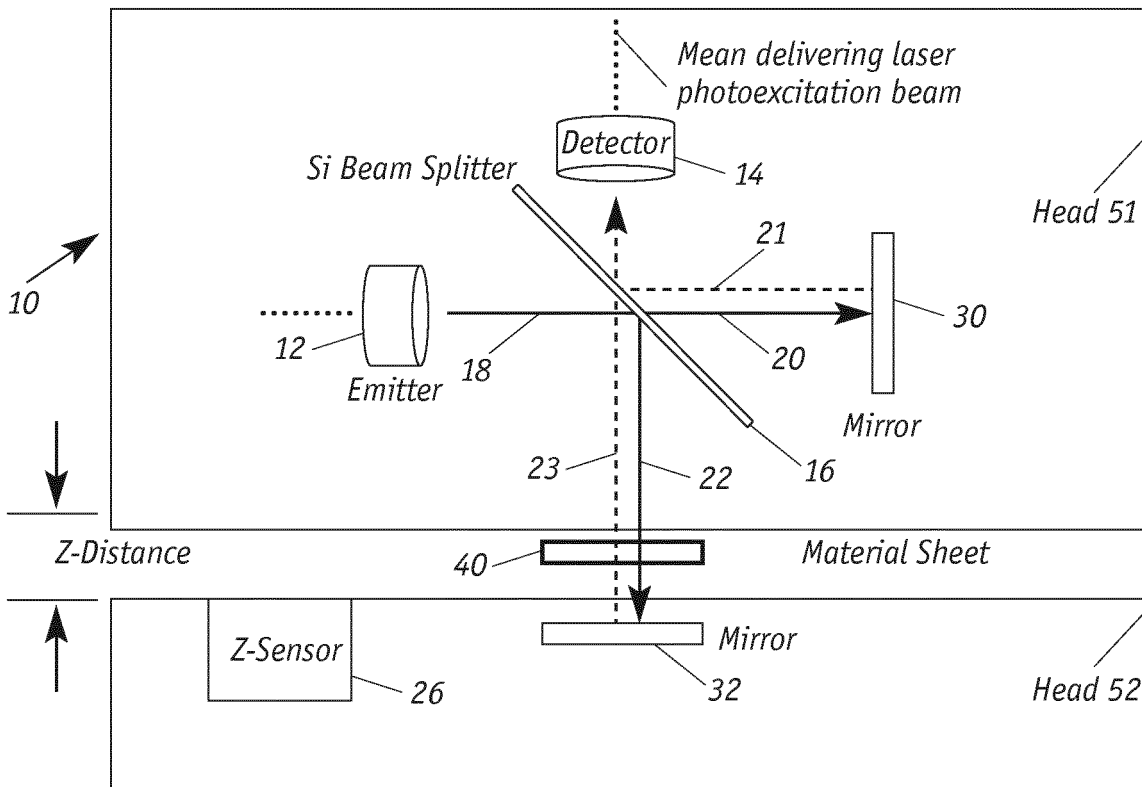 Mean delivering laser
photoexcitation beam
Detector
14
Si Beam Splitter
Head 51
21
10
12
Emitter
18
20
30
Mirror
16
23
22
Z-Distance
40
Material Sheet
Z-Sensor
26
Mirror
32
Head 52